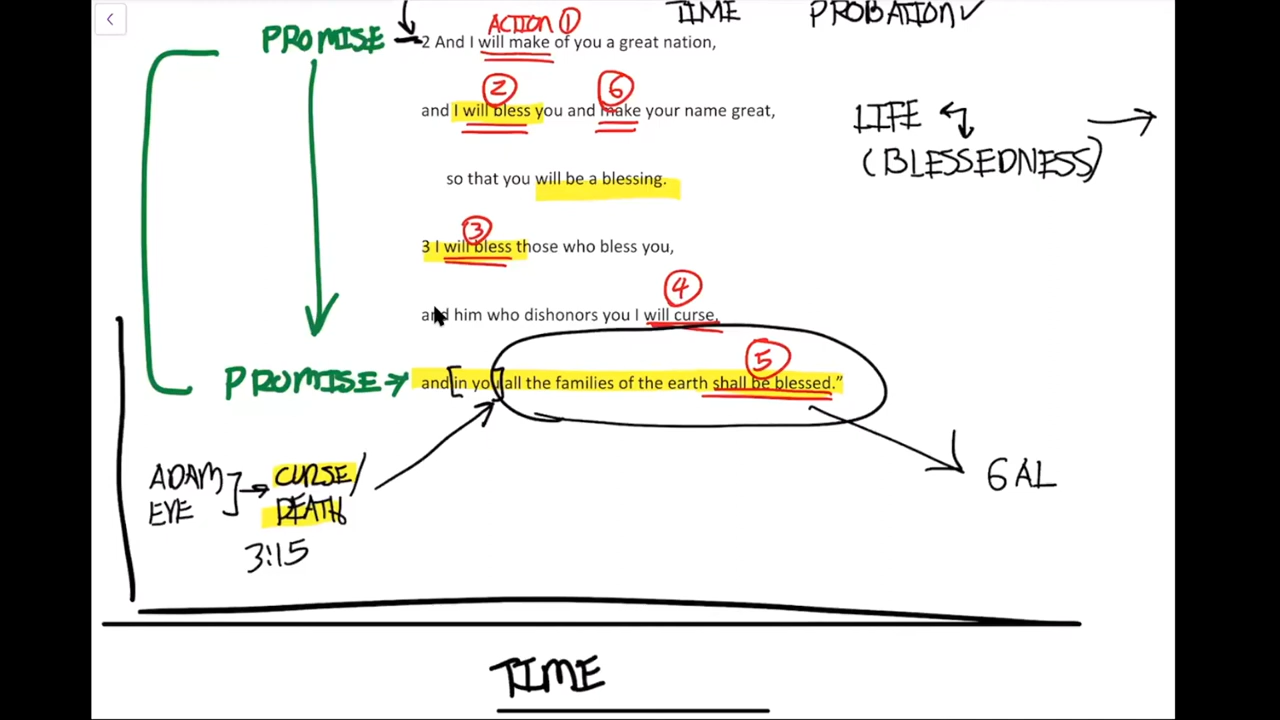 TIME PROBATION
ACTION ①
PROMISE
2 And I will make of you a great nation,
② ⑥
and I will bless you and make your name great,
LIFE
(BLESSEDNESS)
so that you will be a blessing.
③
3 I will bless those who bless you,
④
and him who dishonors you I will curse,
⑤
PROMISE
and [in you] all the families of the earth shall be blessed.”
ADAM CURSE/
EVE DEATH
3:15
GAL
TIME